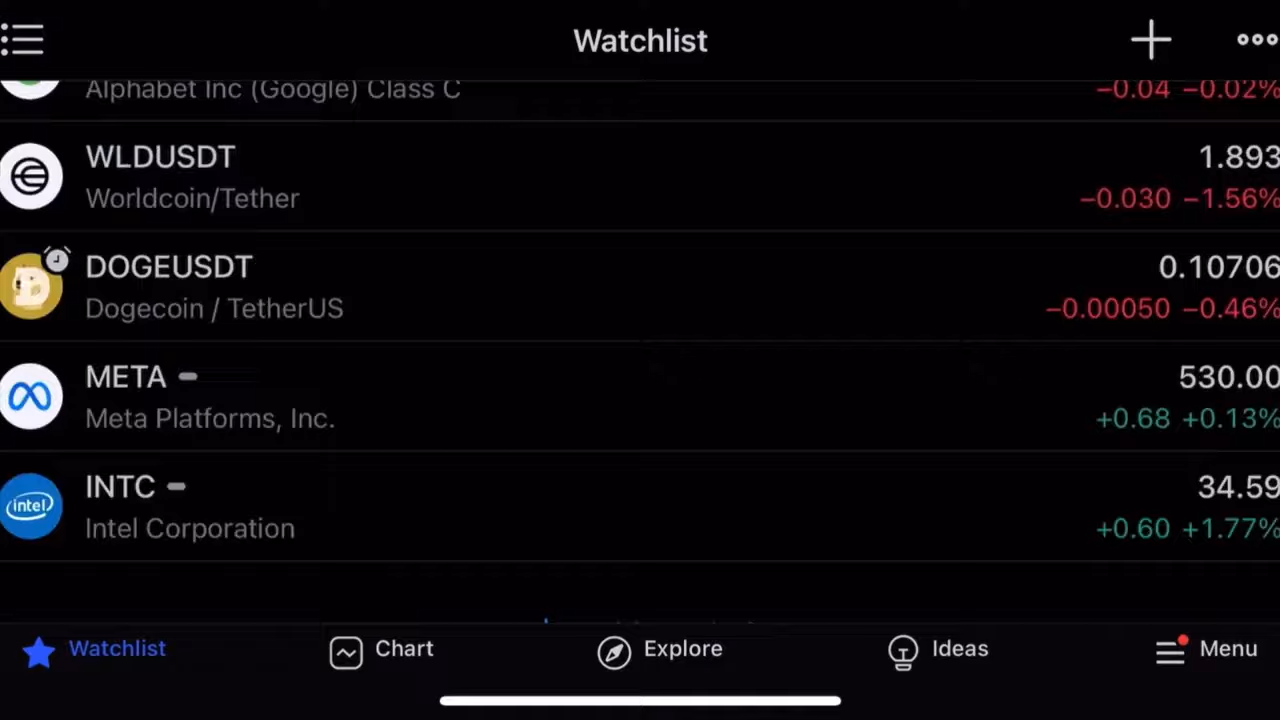 Watchlist
Alphabet Inc (Google) Class C
−0.04 −0.02%
WLDUSDT
1.893
Worldcoin/Tether
−0.030 −1.56%
DOGEUSDT
0.10706
Dogecoin / TetherUS
−0.00050 −0.46%
META
530.00
Meta Platforms, Inc.
+0.68 +0.13%
intel
INTC
34.59
Intel Corporation
+0.60 +1.77%
Watchlist
Chart
Explore
Ideas
Menu